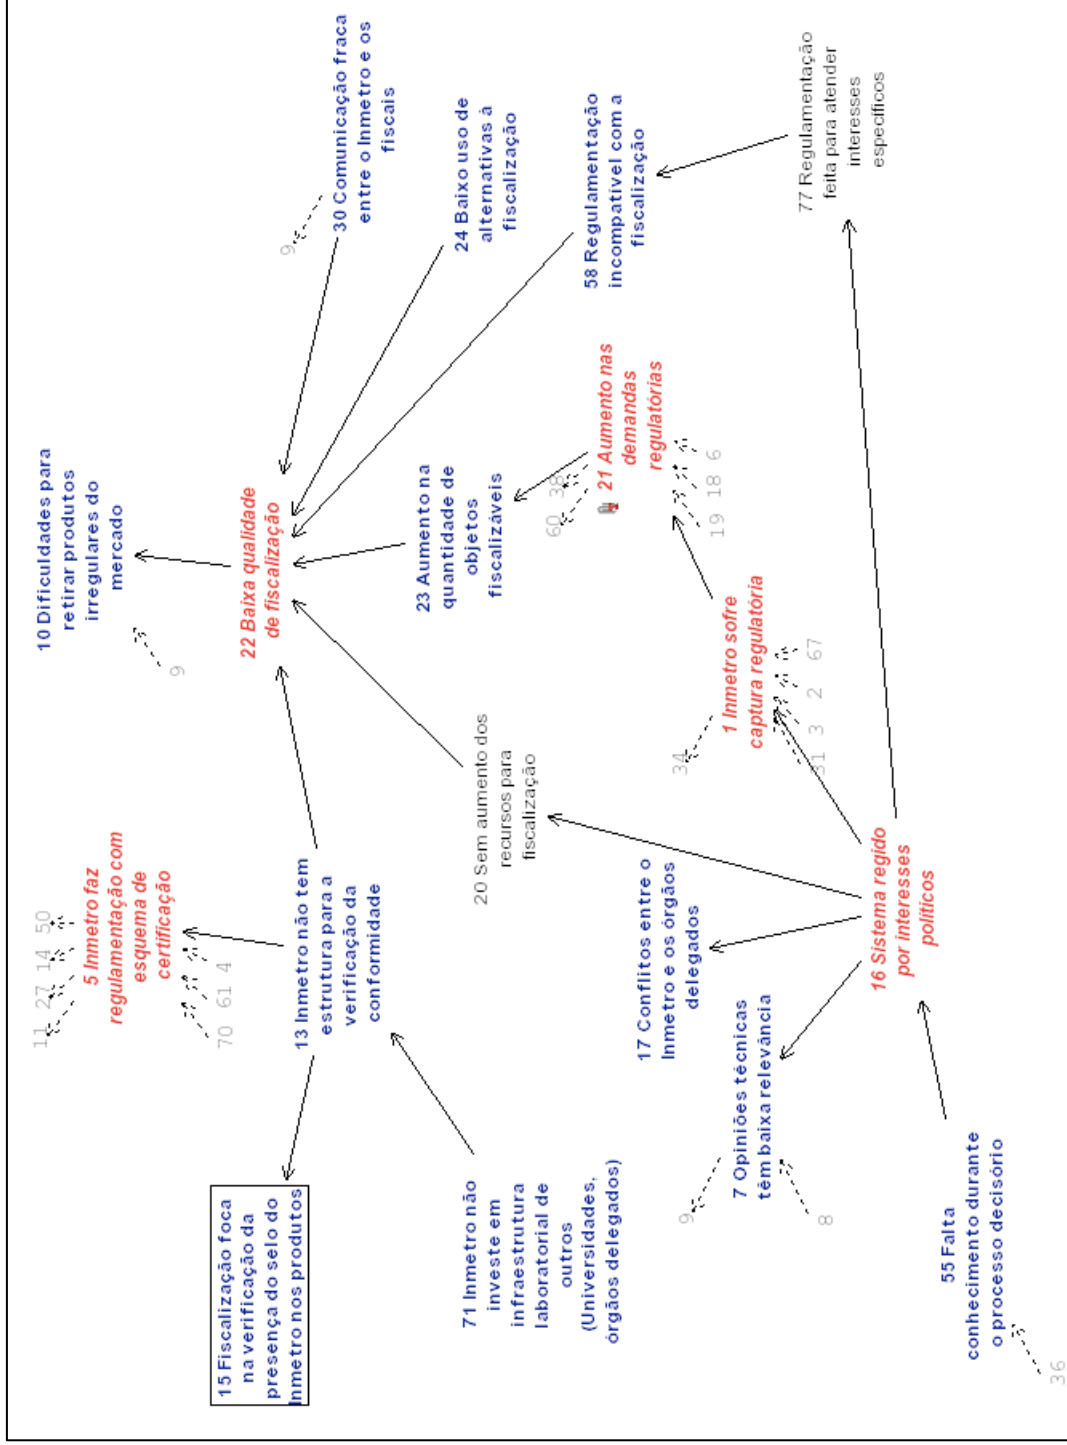 15 Fiscalização foca
na verificação da
presença do selo do
Inmetro nos produtos
11 27 14 50
5 Inmetro faz
regulamentação com
esquema de
certificação
70 61 4
10 Dificuldades para
retirar produtos
irregulares do
mercado
9
22 Baixa qualidade
de fiscalização
9
30 Comunicação fraca
entre o Inmetro e os
fiscais
13 Inmetro não tem
estrutura para a
verificação da
conformidade
24 Baixo uso de
alternativas à
fiscalização
23 Aumento na
quantidade de
objetos
fiscalizáveis
71 Inmetro não
investe em
infraestrutura
laboratorial de
outros
(Universidades,
órgãos delegados)
20 Sem aumento dos
recursos para
fiscalização
60 38
21 Aumento nas
demandas
regulatórias
19 18 6
58 Regulamentação
incompatível com a
fiscalização
17 Conflitos entre o
Inmetro e os órgãos
delegados
34
1 Inmetro sofre
captura regulatória
31 3 2 67
9
7 Opiniões técnicas
têm baixa relevância
8
77 Regulamentação
feita para atender
interesses
específicos
16 Sistema regido
por interesses
políticos
55 Falta
conhecimento durante
o processo decisório
36